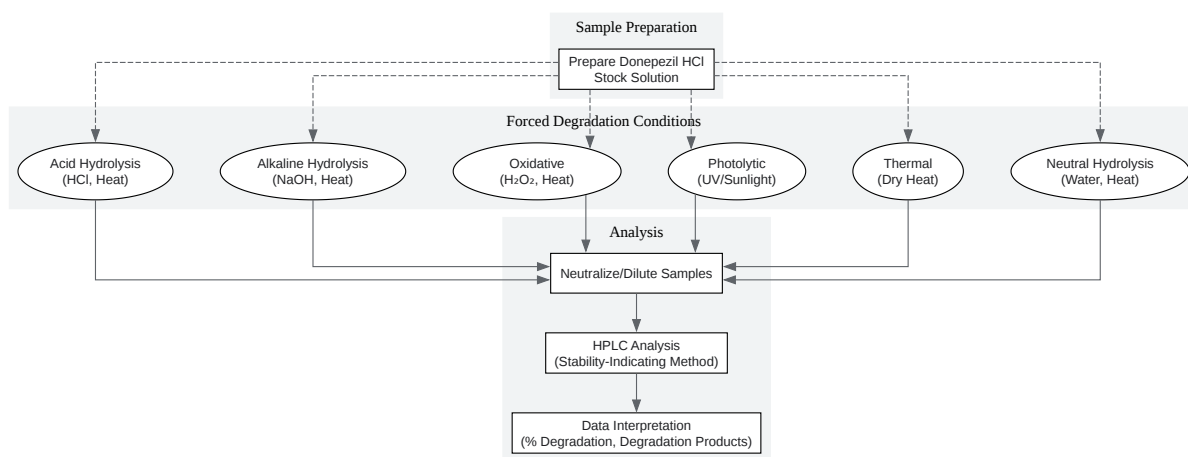 Sample Preparation
Prepare Donepezil HCl
Stock Solution
Forced Degradation Conditions
Acid Hydrolysis
(HCl, Heat)
Alkaline Hydrolysis
(NaOH, Heat)
Oxidative
(H₂O₂, Heat)
Photolytic
(UV/Sunlight)
Thermal
(Dry Heat)
Neutral Hydrolysis
(Water, Heat)
Analysis
Neutralize/Dilute Samples
HPLC Analysis
(Stability-Indicating Method)
Data Interpretation
(% Degradation, Degradation Products)